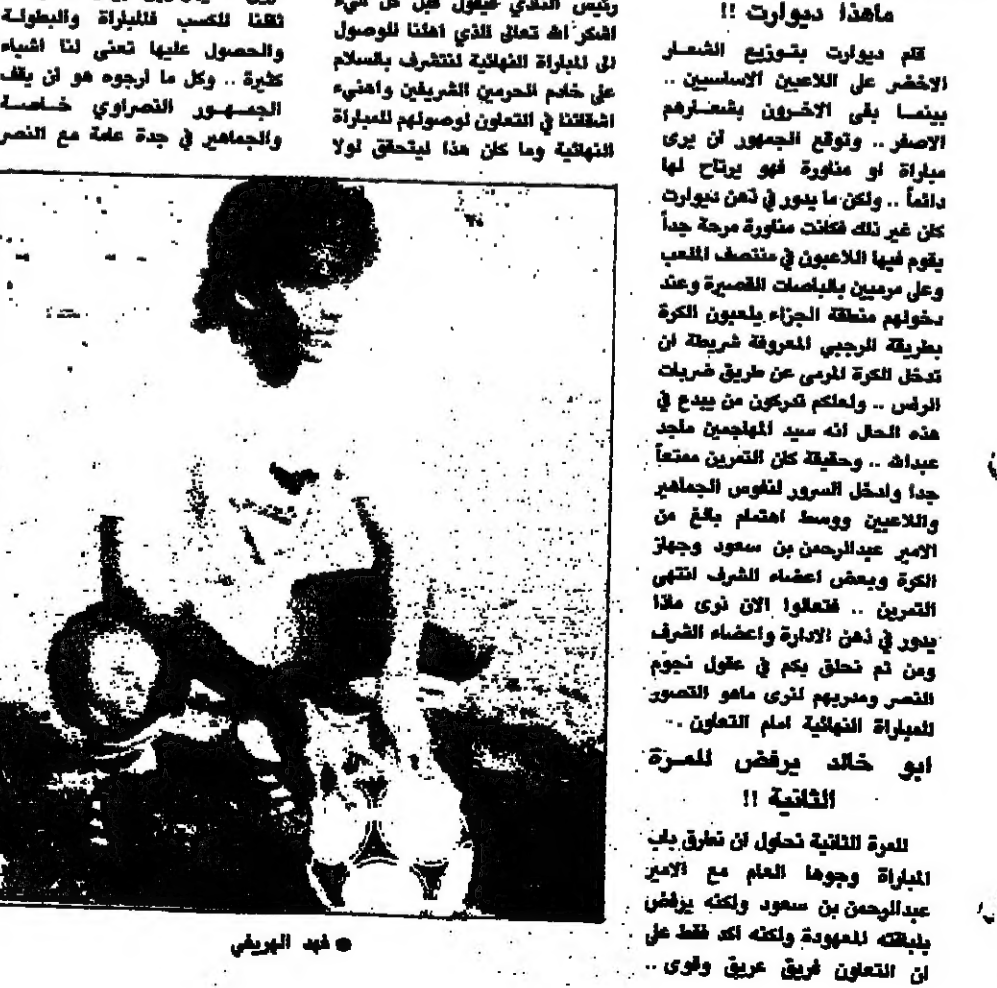 ماهذا ديوارت !!
قام ديوارت بتوزيع الشعار
الاخضر على اللاعبين الاساسيين ..
بينما بقى الاخرون بشعارهم
الاصفر .. وتوقع الجمهور ان يرى
مباراة او مناورة فهو يرتاح لها
دائماً .. ولكن ما يدور في ذهن ديوارت
كان غير ذلك فكانت مناورة مرحة جداً
يقوم فيها اللاعبون في منتصف الملعب
وعلى مرميين بالباصات القصيرة وعند
دخولهم منطقة الجزاء يلعبون الكرة
بطريقة الرجبي المعروفة شريطة ان
تدخل الكرة المرمى عن طريق ضربات
الراس .. ولعلكم تدركون من يبدع في
هذه الحال انه سيد المهاجمين ماجد
عبدالله .. وحقيقة كان التمرين ممتعاً
جداً وادخل السرور لنفوس الجماهير
واللاعبين ووسط اهتمام بالغ من
الامير عبدالرحمن بن سعود وجهاز
الكرة وبعض اعضاء الشرف انتهى
التمرين .. فتعالوا الان نرى ماذا
يدور في ذهن الادارة واعضاء الشرف
ومن ثم نحلق بكم في عقول نجوم
النصر ومدربهم لنرى ماهو التصور
للمباراة النهائية امام التعاون ..
ابو خالد يرفض للمرة
الثانية !!
للمرة الثانية نحاول ان نطرق باب
المباراة وجوها العام مع الامير
عبدالرحمن بن سعود ولكنه يرفض
بلباقته المعهودة ولكنه اكد فقط على
ان التعاون فريق عريق وقوى ..
رئيس النادي فيقول قبل كل شيء
اشكر الله تعالى الذي اهلنا للوصول
الى المباراة النهائية لنتشرف بالسلام
على خادم الحرمين الشريفين واهنيء
اشقائنا في التعاون لوصولهم للمباراة
النهائية وما كان هذا ليتحقق لولا
ثقتنا للكسب فالمباراة والبطولة
والحصول عليها تعنى لنا اشياء
كثيرة .. وكل ما ارجوه هو ان يقف
الجمهور النصراوي خاصة
والجماهير في جدة عامة مع النصر
● فهد الهريفي